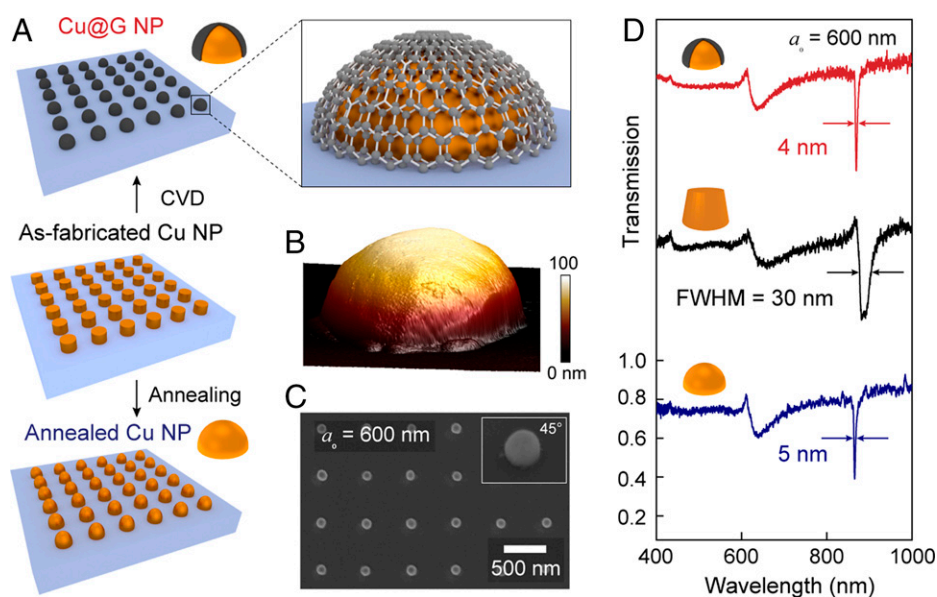 A
Cu@G NP
CVD
As-fabricated Cu NP
Annealing
Annealed Cu NP
B
100
0 nm
C
aₒ = 600 nm
45°
500 nm
D
aₒ = 600 nm
4 nm
FWHM = 30 nm
5 nm
Transmission
1.0
0.8
0.6
0.4
0.2
400 600 800 1000
Wavelength (nm)